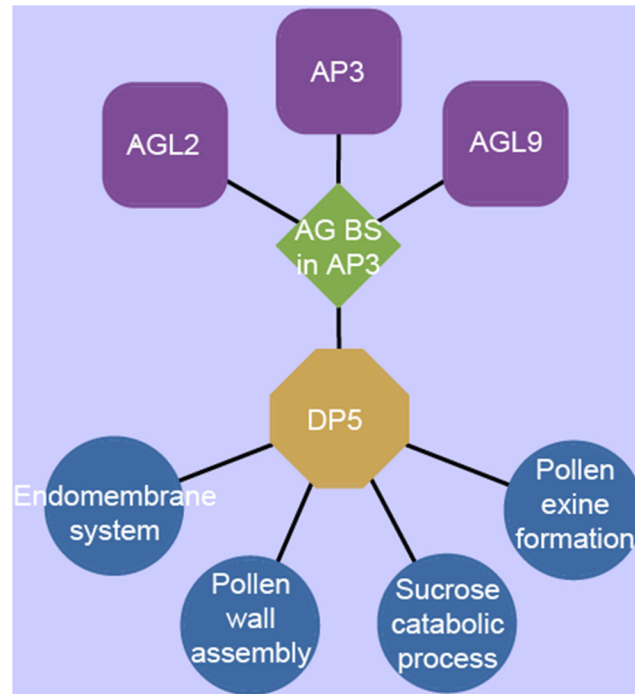 AP3
AGL2
AGL9
AG BS
in AP3
DP5
Endomembrane
system
Pollen
exine
formation
Pollen
wall
assembly
Sucrose
catabolic
process